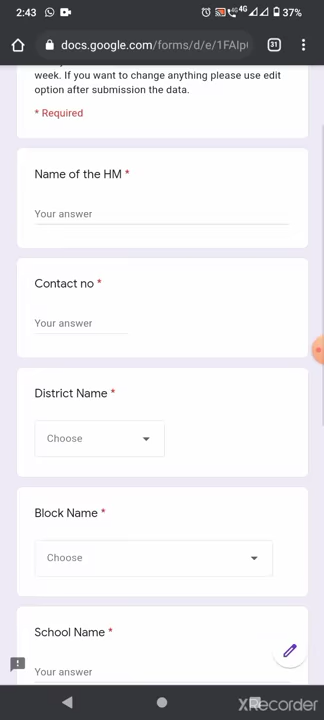 2:43
4G
4G
37%
docs.google.com/forms/d/e/1FAIp
31
week. If you want to change anything please use edit
option after submission the data.
* Required
Name of the HM *
Your answer
Contact no *
Your answer
District Name *
Choose
Block Name *
Choose
School Name *
Your answer
XRecorder